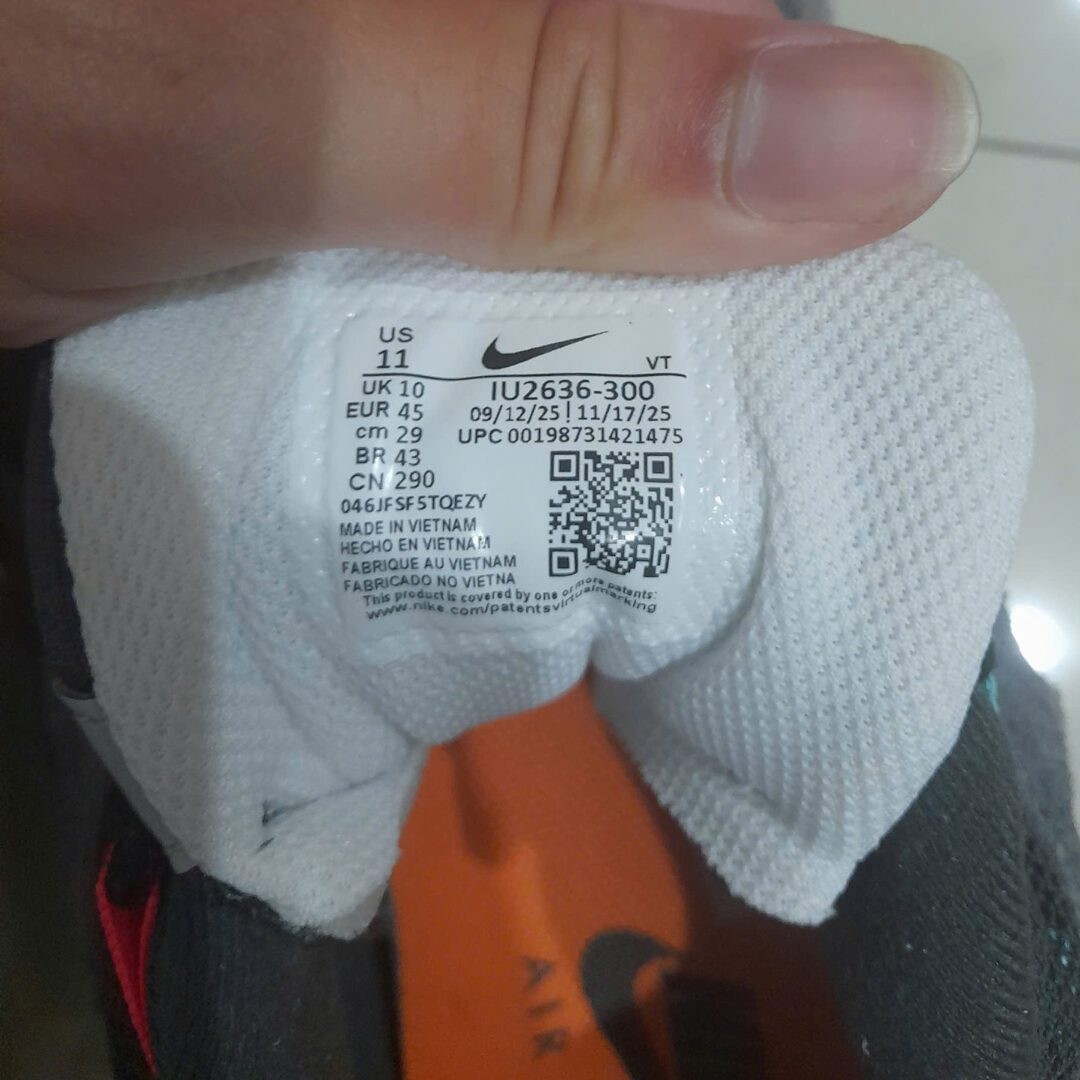 US
11
VT
UK 10
IU2636-300
EUR 45
09/12/25 | 11/17/25
cm 29
UPC 00198731421475
BR 43
CN 290
046JFSF5TQEZY
MADE IN VIETNAM
HECHO EN VIETNAM
FABRIQUE AU VIETNAM
FABRICADO NO VIETNA
This product is covered by one or more patents:
www.nike.com/patentsvirtualmarking
AIR